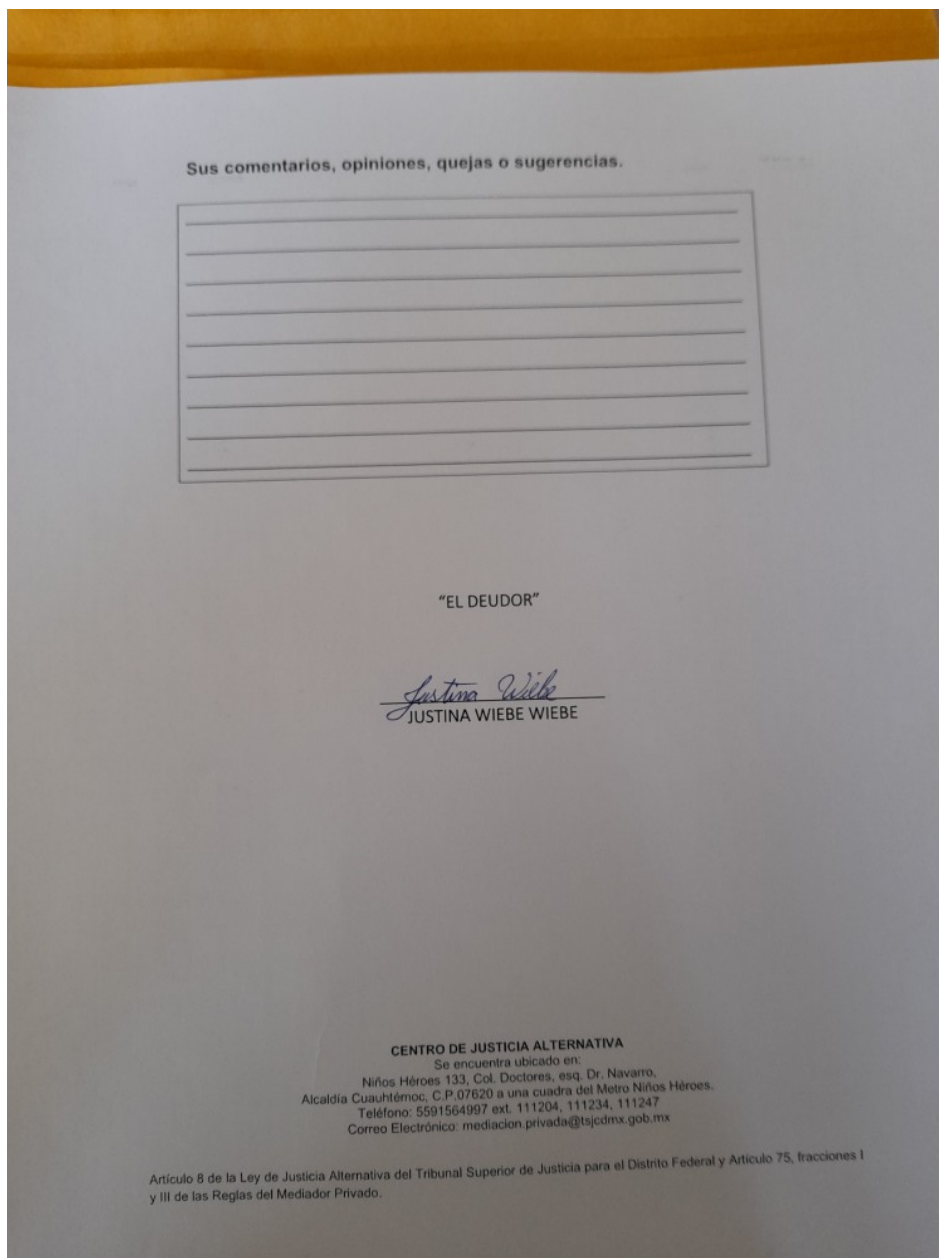 Sus comentarios, opiniones, quejas o sugerencias.
“EL DEUDOR”
Justina Wiebe
JUSTINA WIEBE WIEBE
CENTRO DE JUSTICIA ALTERNATIVA
Se encuentra ubicado en:
Niños Héroes 133, Col. Doctores, esq. Dr. Navarro,
Alcaldía Cuauhtémoc, C.P.07620 a una cuadra del Metro Niños Héroes.
Teléfono: 5591564997 ext. 111204, 111234, 111247
Correo Electrónico: mediacion.privada@tsjcdmx.gob.mx
Artículo 8 de la Ley de Justicia Alternativa del Tribunal Superior de Justicia para el Distrito Federal y Artículo 75, fracciones I
y III de las Reglas del Mediador Privado.